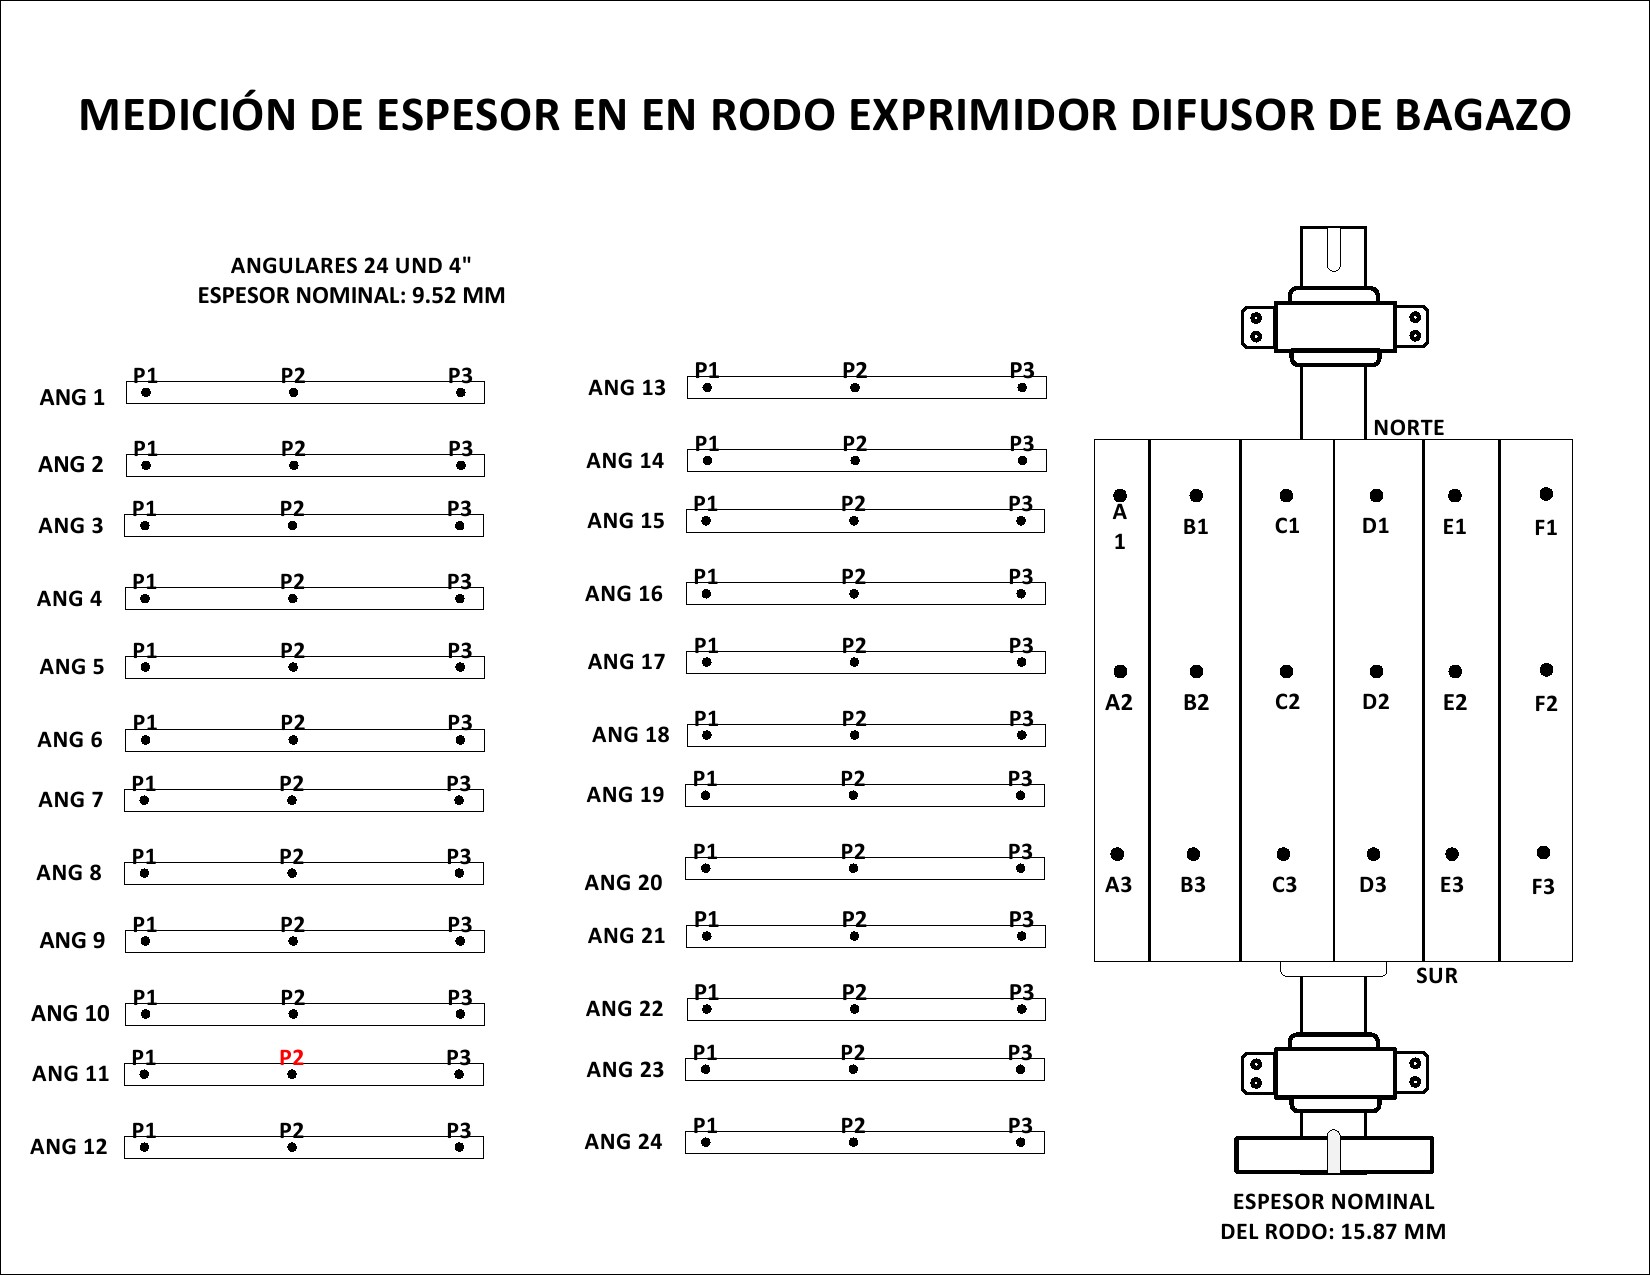 MEDICIÓN DE ESPESOR EN EN RODO EXPRIMIDOR DIFUSOR DE BAGAZO
ANGULARES 24 UND 4"
ESPESOR NOMINAL: 9.52 MM
P1 P2 P3
ANG 1
P1 P2 P3
ANG 2
P1 P2 P3
ANG 3
P1 P2 P3
ANG 4
P1 P2 P3
ANG 5
P1 P2 P3
ANG 6
P1 P2 P3
ANG 7
P1 P2 P3
ANG 8
P1 P2 P3
ANG 9
P1 P2 P3
ANG 10
P1 P2 P3
ANG 11
P1 P2 P3
ANG 12
P1 P2 P3
ANG 13
P1 P2 P3
ANG 14
P1 P2 P3
ANG 15
P1 P2 P3
ANG 16
P1 P2 P3
ANG 17
P1 P2 P3
ANG 18
P1 P2 P3
ANG 19
P1 P2 P3
ANG 20
P1 P2 P3
ANG 21
P1 P2 P3
ANG 22
P1 P2 P3
ANG 23
P1 P2 P3
ANG 24
NORTE
A
1
B1 C1 D1 E1 F1
A2 B2 C2 D2 E2 F2
A3 B3 C3 D3 E3 F3
SUR
ESPESOR NOMINAL
DEL RODO: 15.87 MM